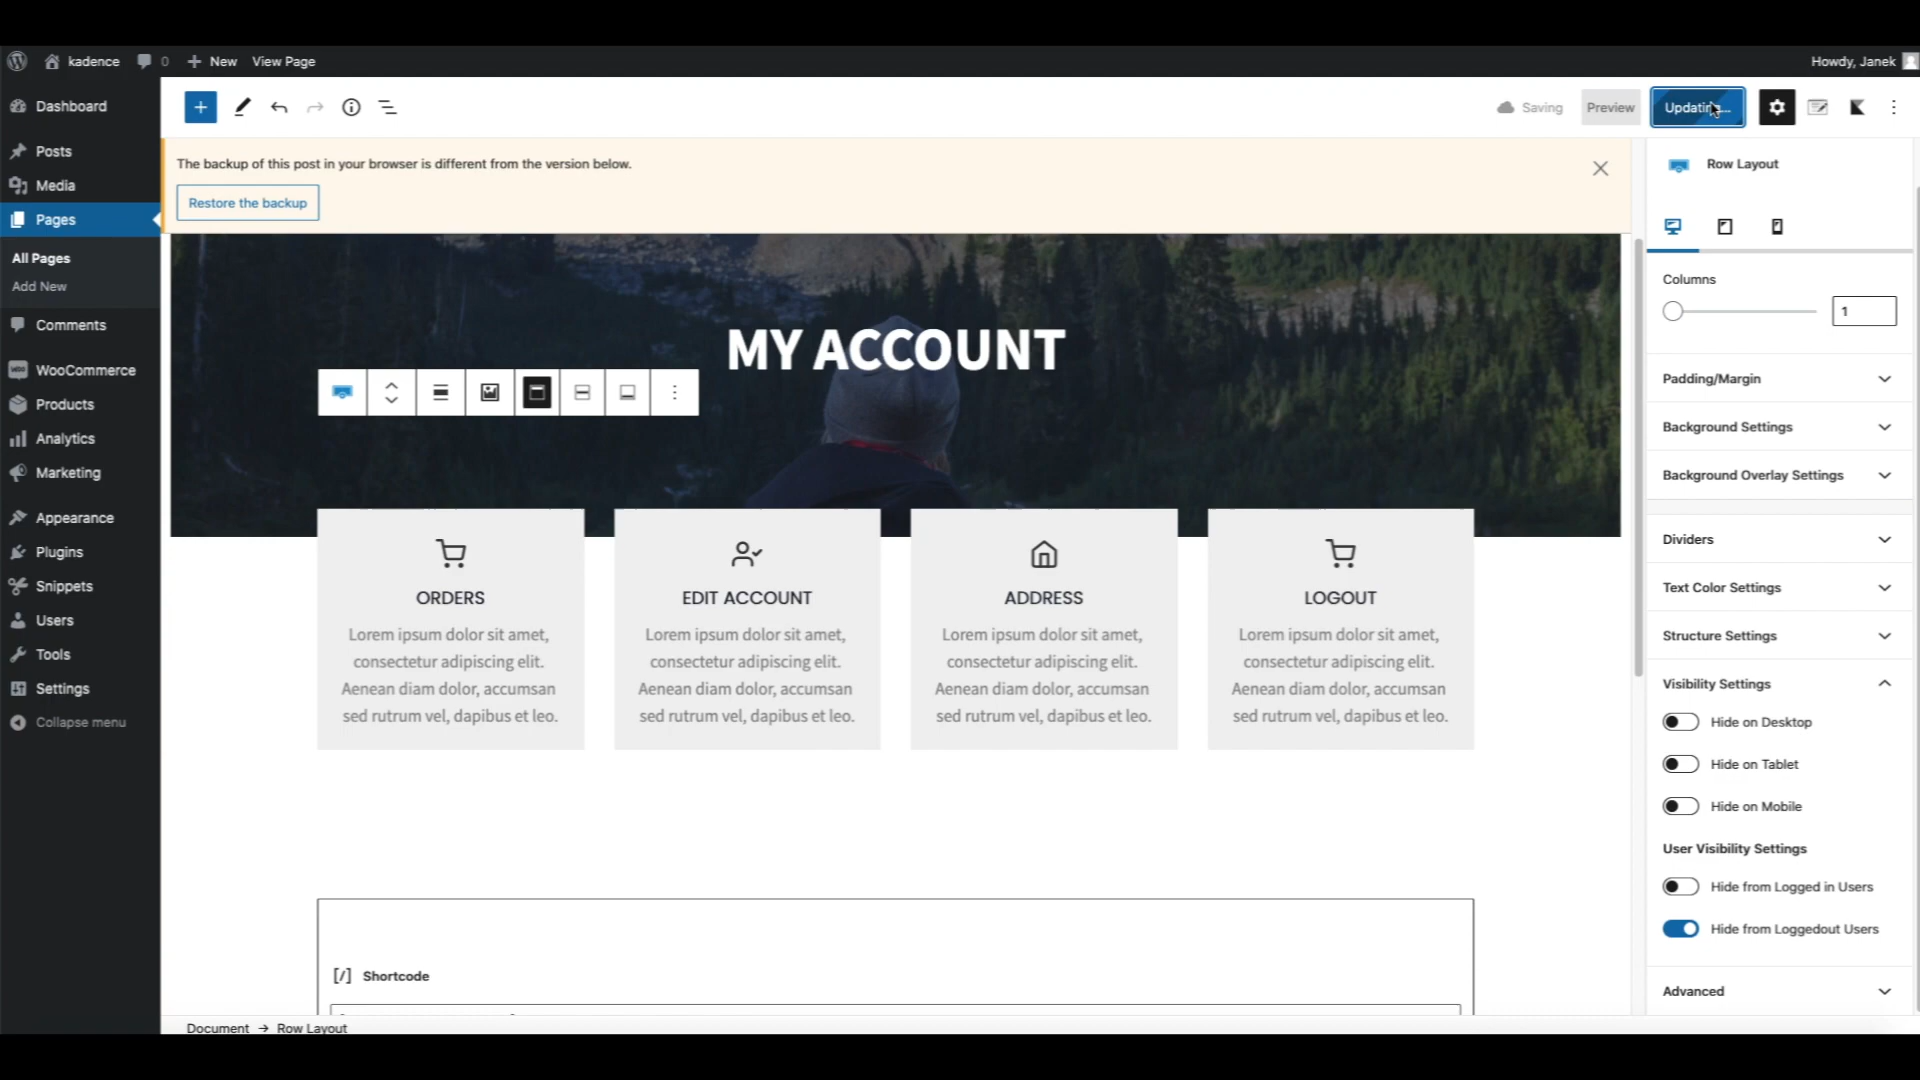 kadence 0 New View Page Howdy, Janek
Dashboard
Posts
Media
Pages
All Pages
Add New
Comments
WooCommerce
Products
Analytics
Marketing
Appearance
Plugins
Snippets
Users
Tools
Settings
Collapse menu
Saving Preview Updating...
The backup of this post in your browser is different from the version below.
Restore the backup
MY ACCOUNT
ORDERS
Lorem ipsum dolor sit amet,
consectetur adipiscing elit.
Aenean diam dolor, accumsan
sed rutrum vel, dapibus et leo.
EDIT ACCOUNT
Lorem ipsum dolor sit amet,
consectetur adipiscing elit.
Aenean diam dolor, accumsan
sed rutrum vel, dapibus et leo.
ADDRESS
Lorem ipsum dolor sit amet,
consectetur adipiscing elit.
Aenean diam dolor, accumsan
sed rutrum vel, dapibus et leo.
LOGOUT
Lorem ipsum dolor sit amet,
consectetur adipiscing elit.
Aenean diam dolor, accumsan
sed rutrum vel, dapibus et leo.
[/] Shortcode
Document → Row Layout
Row Layout
Columns
1
Padding/Margin
Background Settings
Background Overlay Settings
Dividers
Text Color Settings
Structure Settings
Visibility Settings
Hide on Desktop
Hide on Tablet
Hide on Mobile
User Visibility Settings
Hide from Logged in Users
Hide from Loggedout Users
Advanced